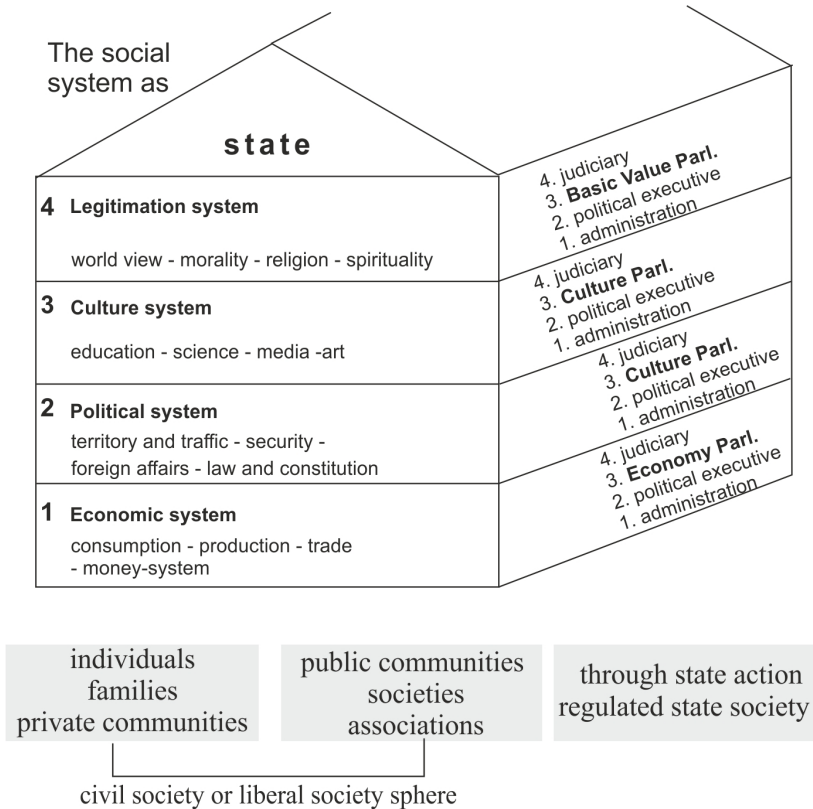 The social
system as
state
4 Legitimation system
world view - morality - religion - spirituality
4. judiciary
3. Basic Value Parl.
2. political executive
1. administration
3 Culture system
education - science - media -art
4. judiciary
3. Culture Parl.
2. political executive
1. administration
2 Political system
territory and traffic - security -
foreign affairs - law and constitution
4. judiciary
3. Culture Parl.
2. political executive
1. administration
1 Economic system
consumption - production - trade
- money-system
4. judiciary
3. Economy Parl.
2. political executive
1. administration
individuals
families
private communities
public communities
societies
associations
through state action
regulated state society
civil society or liberal society sphere